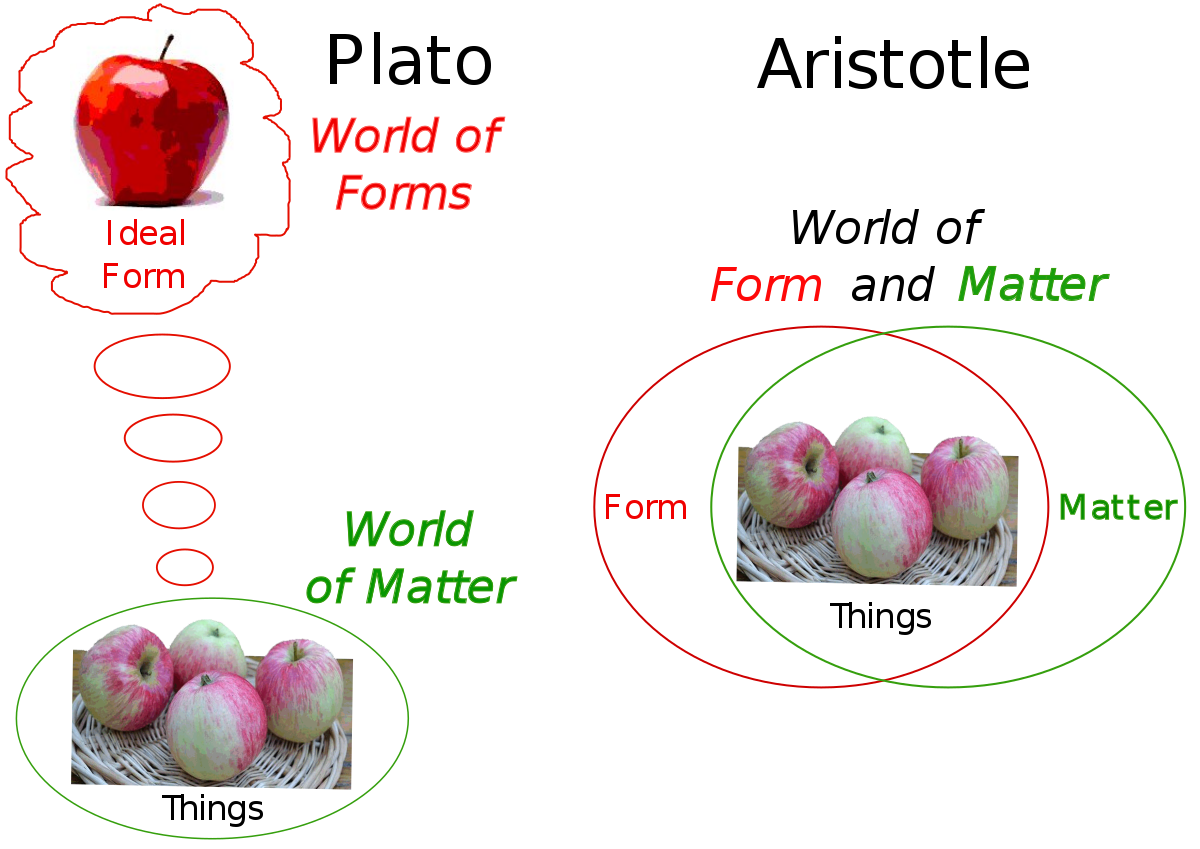 Plato
World of
Forms
Ideal
Form
World
of Matter
Things
Aristotle
World of
Form and Matter
Form
Matter
Things